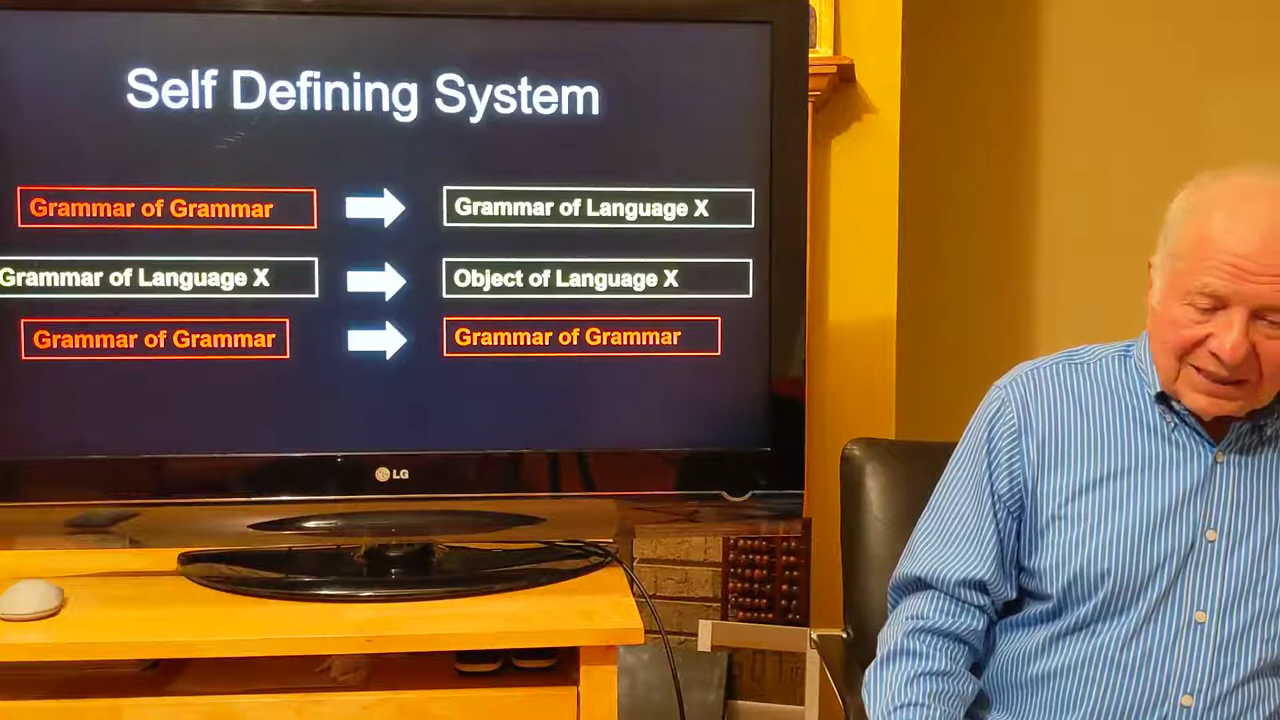 Self Defining System
Grammar of Grammar
Grammar of Language X
Grammar of Language X
Object of Language X
Grammar of Grammar
Grammar of Grammar
LG